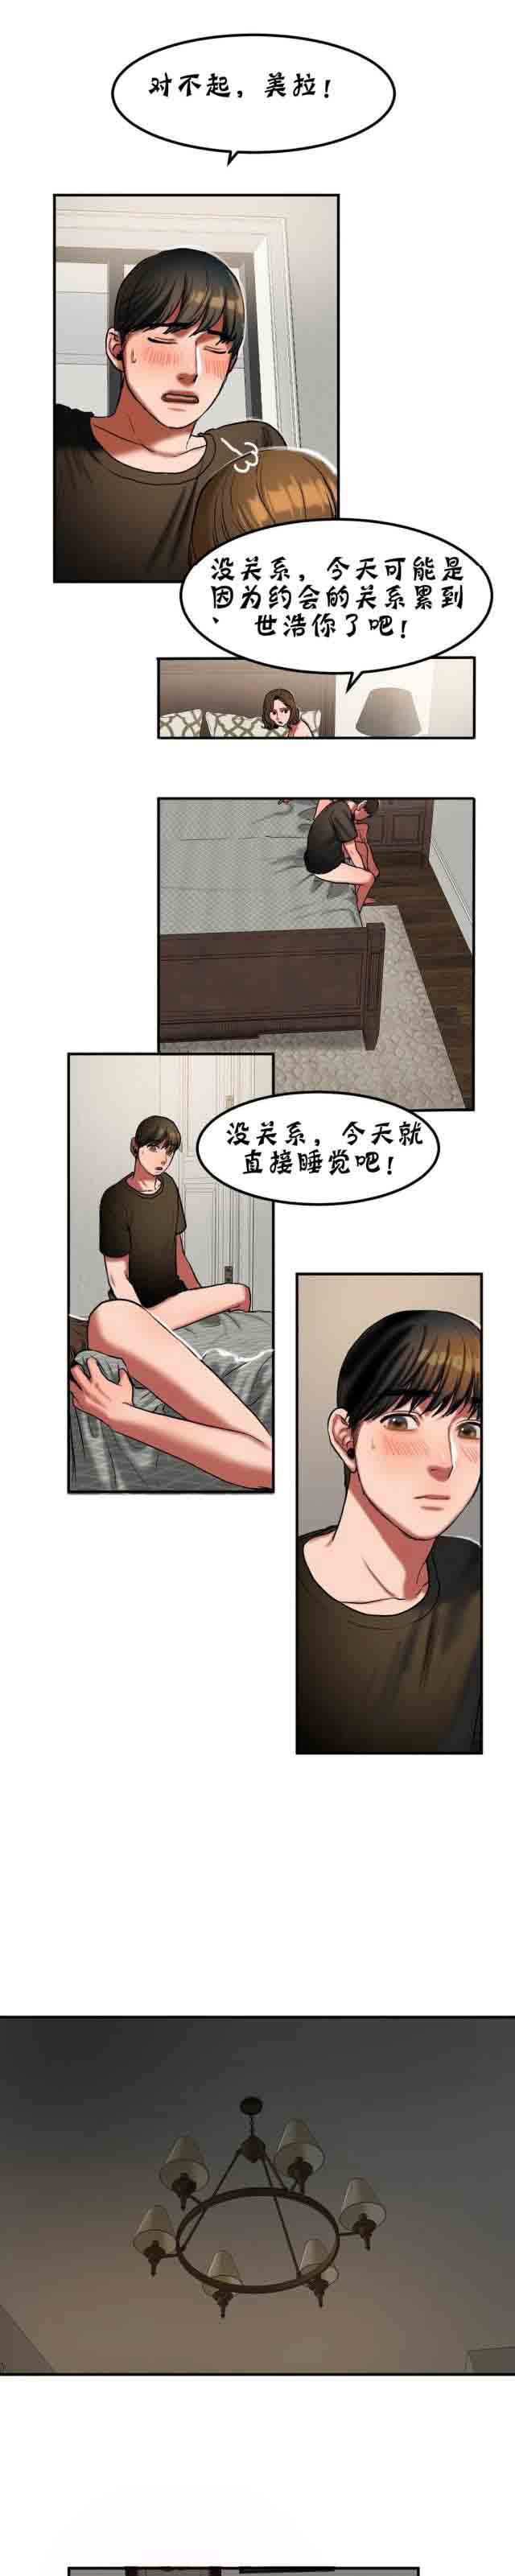 对不起，美拉！
没关系，今天可能是
因为约会的关系累到
、世浩你了吧！
没关系，今天就
直接睡觉吧！